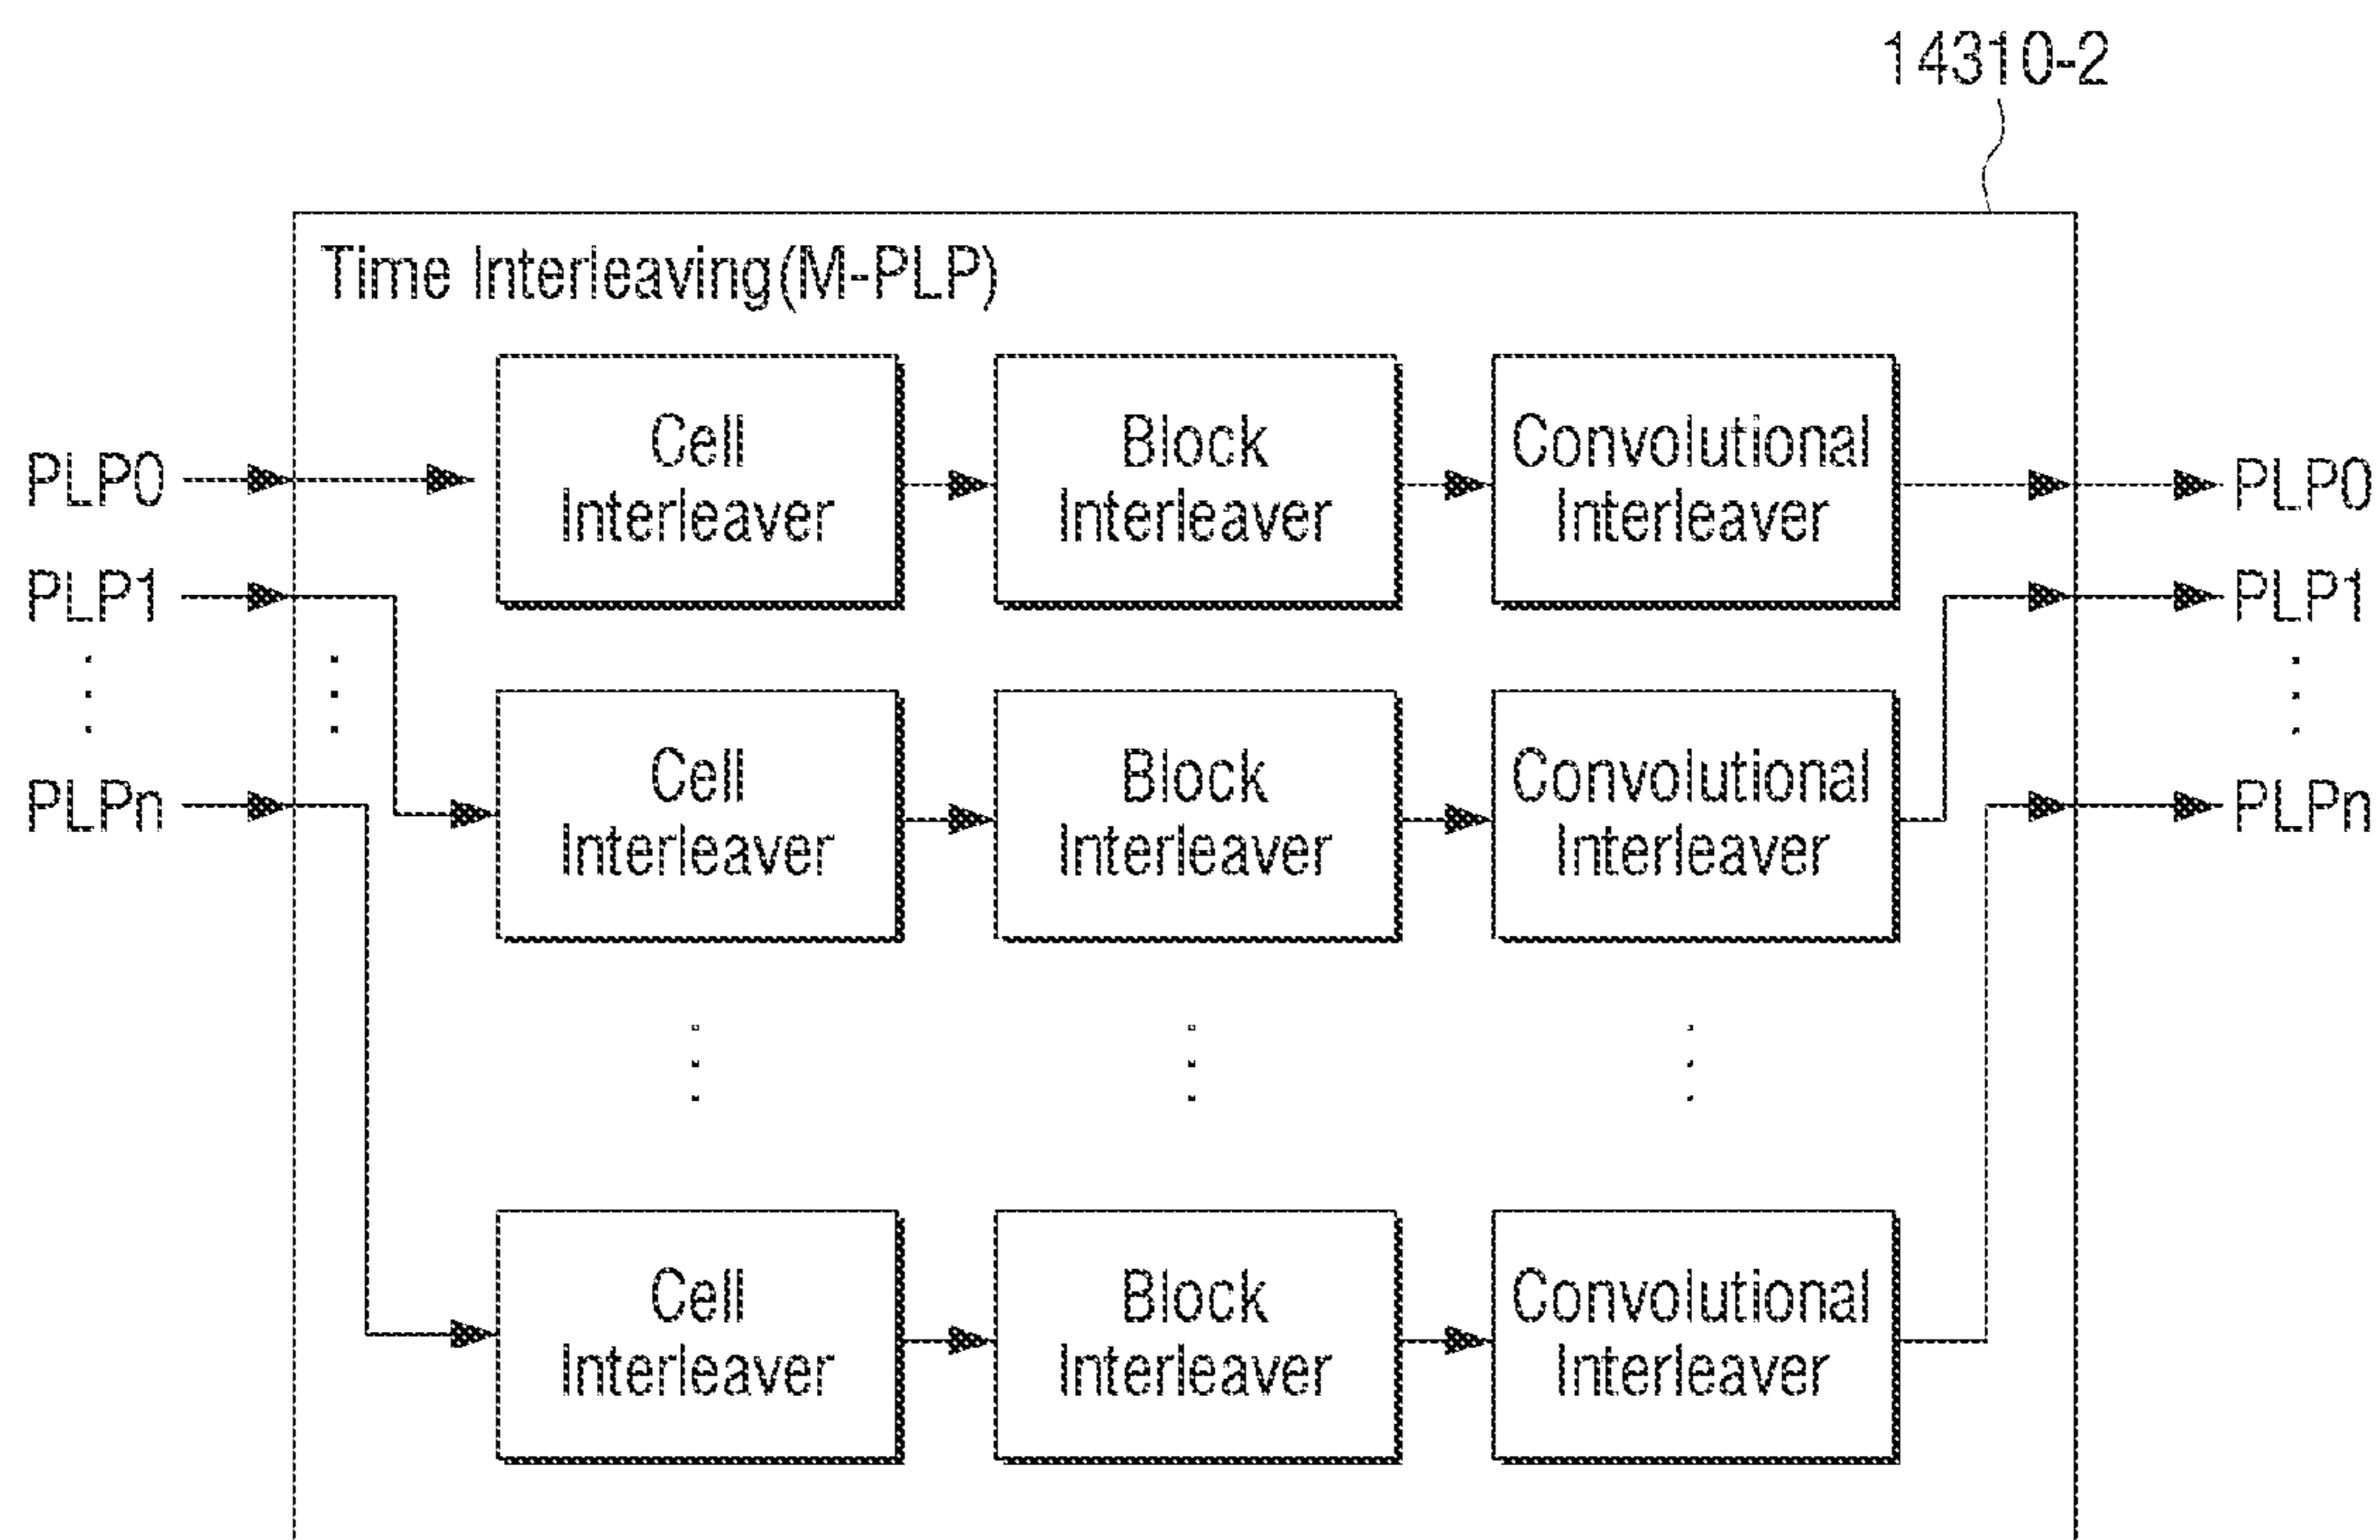 14310-2
Time Interleaving(M-PLP)
PLP0
Cell
Interleaver
Block
Interleaver
Convolutional
Interleaver
PLP0
PLP1
PLP1
Cell
Interleaver
Block
Interleaver
Convolutional
Interleaver
PLPn
PLPn
Cell
Interleaver
Block
Interleaver
Convolutional
Interleaver